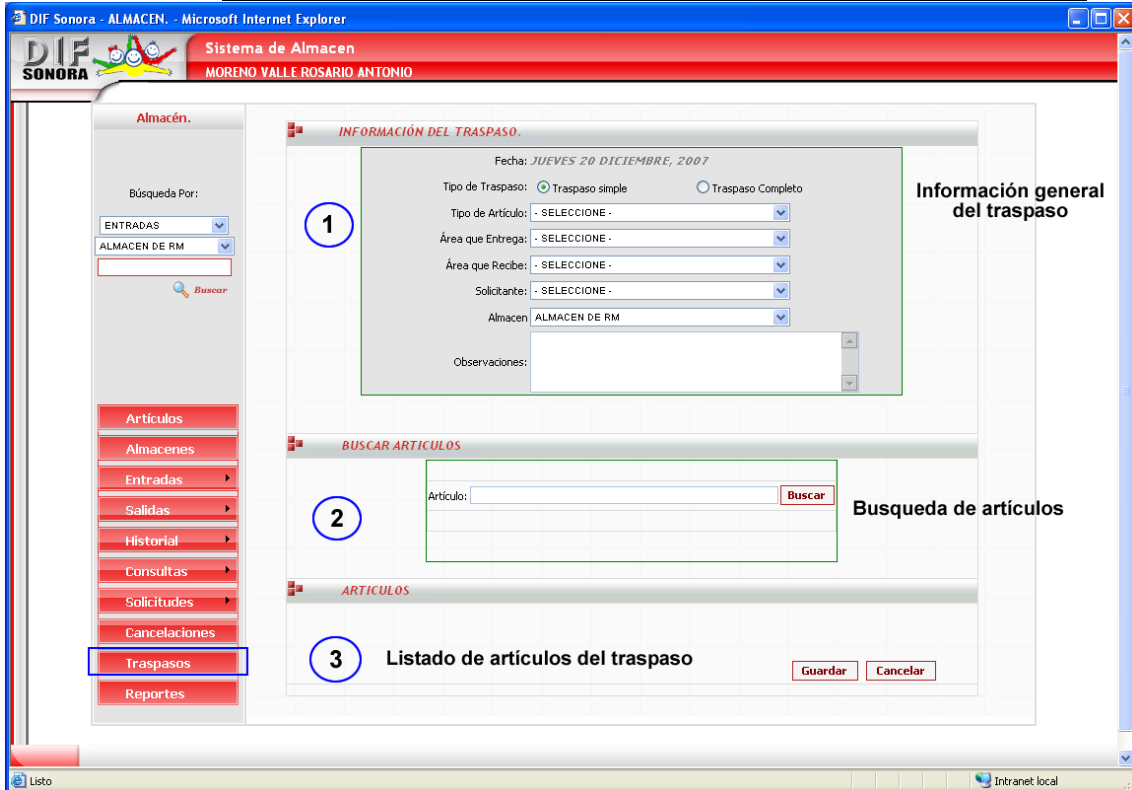 DIF Sonora - ALMACEN. - Microsoft Internet Explorer
DIF
SONORA
Sistema de Almacen
MORENO VALLE ROSARIO ANTONIO
Almacén.
Búsqueda Por:
ENTRADAS
ALMACEN DE RM
Buscar
Artículos
Almacenes
Entradas
Salidas
Historial
Consultas
Solicitudes
Cancelaciones
Traspasos
Reportes
INFORMACIÓN DEL TRASPASO.
Fecha: JUEVES 20 DICIEMBRE, 2007
Tipo de Traspaso: Traspaso simple Traspaso Completo
Tipo de Artículo: - SELECCIONE -
Área que Entrega: - SELECCIONE -
Área que Recibe: - SELECCIONE -
Solicitante: - SELECCIONE -
Almacen ALMACEN DE RM
Observaciones:
1
Información general
del traspaso
BUSCAR ARTICULOS
Artículo: Buscar
2
Busqueda de artículos
ARTICULOS
3
Listado de artículos del traspaso
Guardar Cancelar
Listo
Intranet local